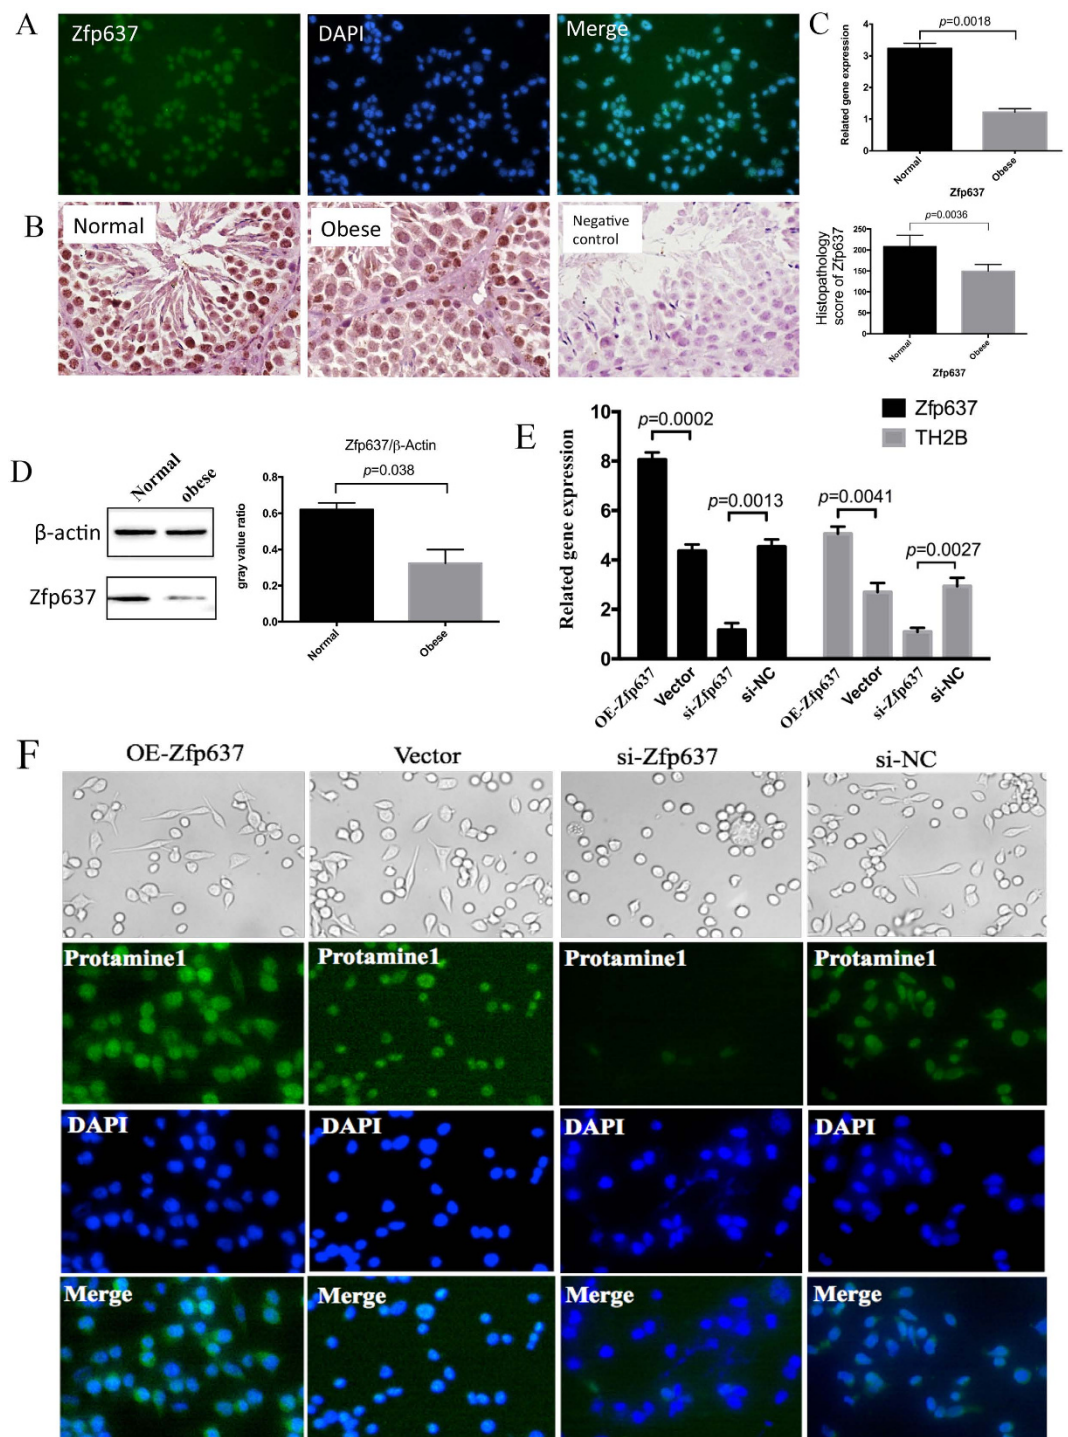 A
Zfp637
DAPI
Merge
C
p=0.0018
Related gene expression
4
3
2
1
0
Normal
Obese
Zfp637
B
Normal
Obese
Negative
control
p=0.0036
Histopathology
score of Zfp637
250
200
150
100
50
0
Normal
Obese
Zfp637
D
Normal
obese
β-actin
Zfp637
Zfp637/β-Actin
p=0.038
gray value ratio
0.8
0.6
0.4
0.2
0.0
Normal
Obese
E
Zfp637
TH2B
Related gene expression
10
8
6
4
2
0
p=0.0002
p=0.0013
p=0.0041
p=0.0027
OE-Zfp637
Vector
si-Zfp637
si-NC
OE-Zfp637
Vector
si-Zfp637
si-NC
F
OE-Zfp637
Vector
si-Zfp637
si-NC
Protamine1
Protamine1
Protamine1
Protamine1
DAPI
DAPI
DAPI
DAPI
Merge
Merge
Merge
Merge